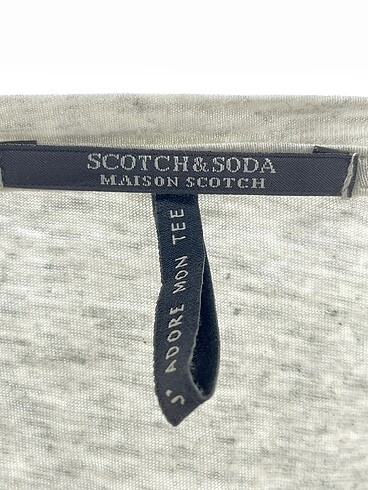 SCOTCH&SODA
MAISON SCOTCH
J' ADORE MON TEE